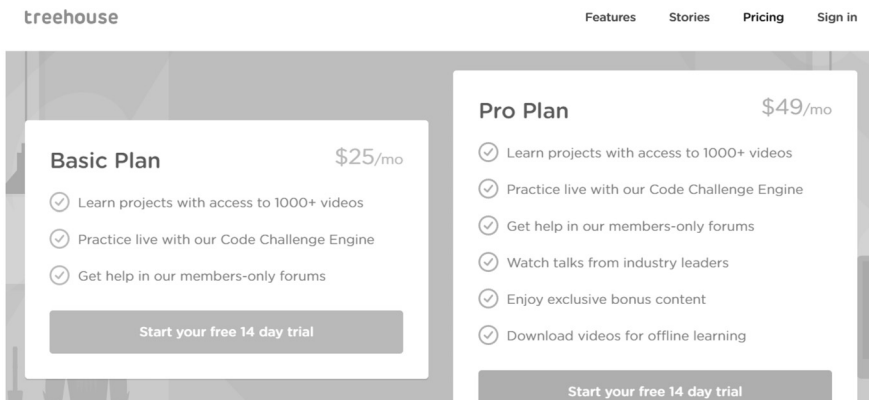 treehouse
Features Stories Pricing Sign in
Basic Plan $25/mo
Learn projects with access to 1000+ videos
Practice live with our Code Challenge Engine
Get help in our members-only forums
Start your free 14 day trial
Pro Plan $49/mo
Learn projects with access to 1000+ videos
Practice live with our Code Challenge Engine
Get help in our members-only forums
Watch talks from industry leaders
Enjoy exclusive bonus content
Download videos for offline learning
Start your free 14 day trial